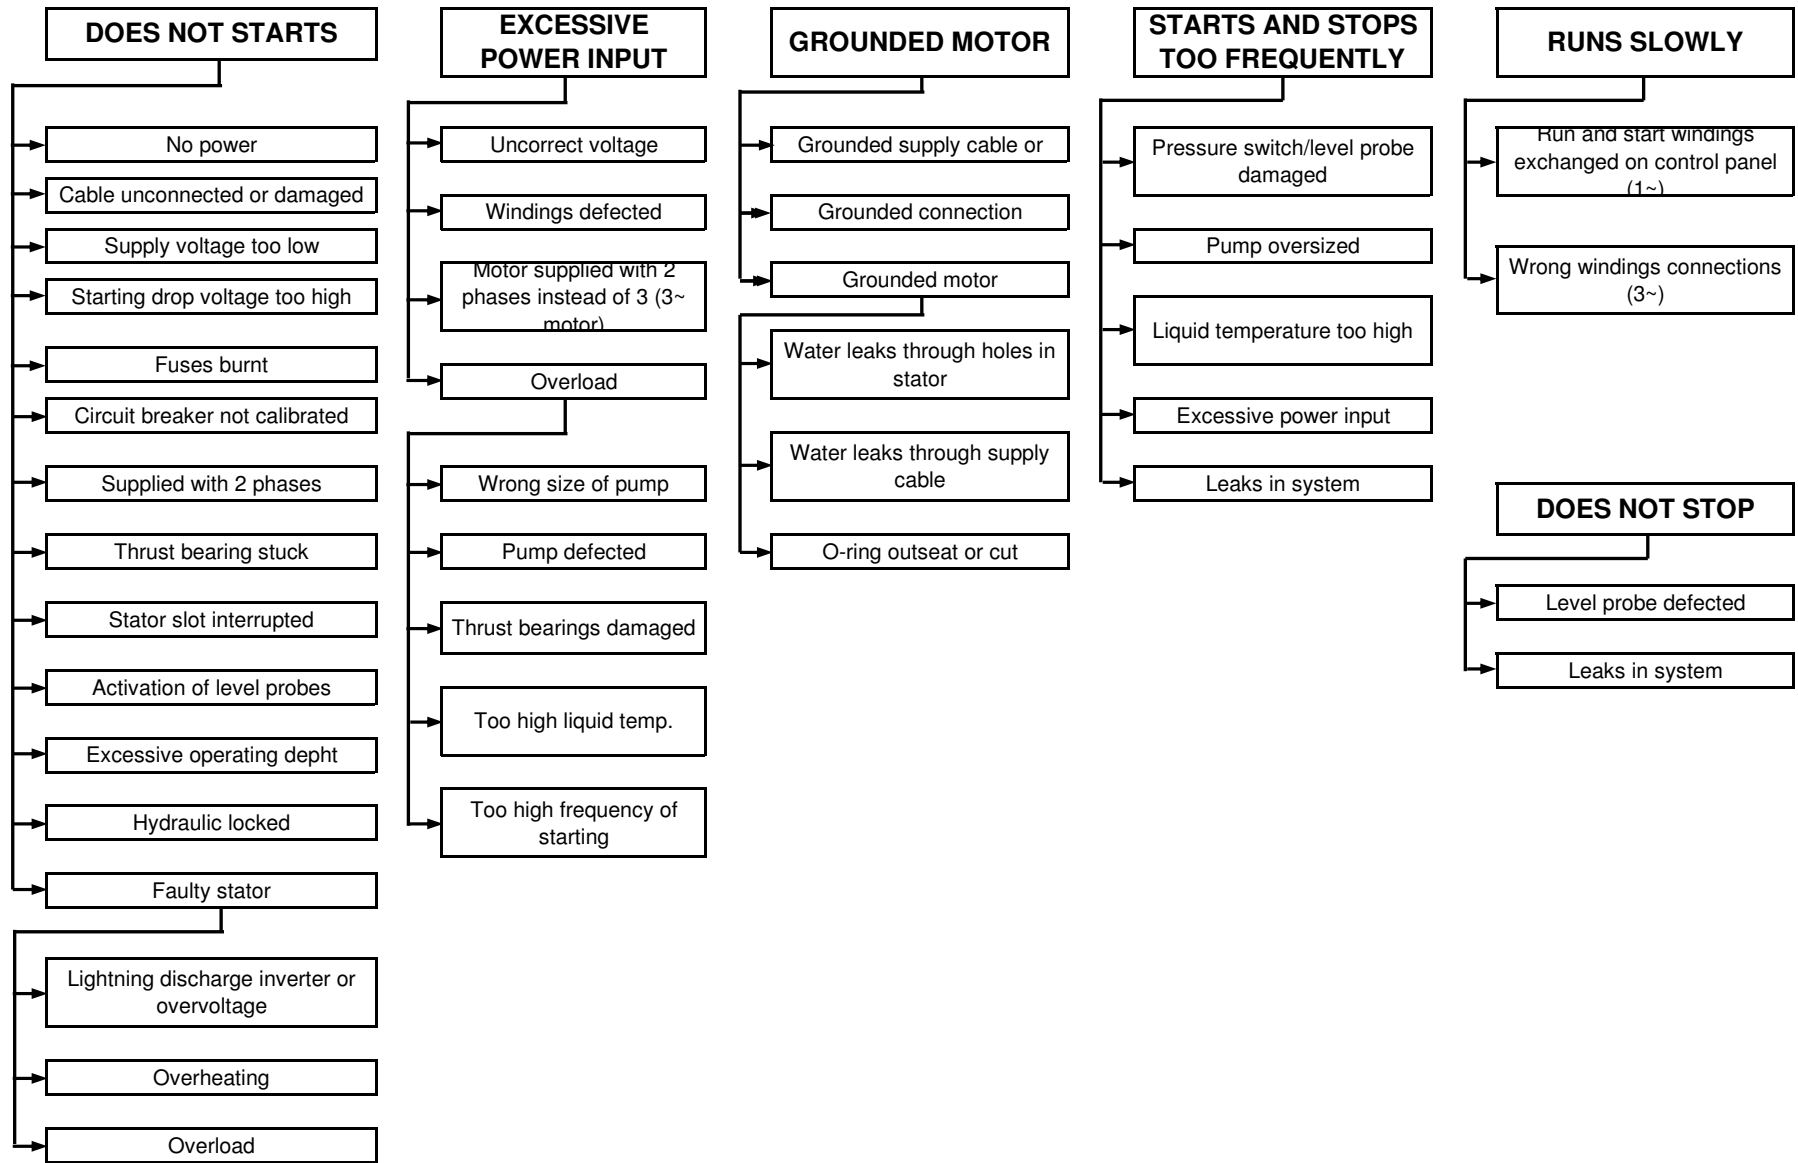 DOES NOT STARTS
No power
Cable unconnected or damaged
Supply voltage too low
Starting drop voltage too high
Fuses burnt
Circuit breaker not calibrated
Supplied with 2 phases
Thrust bearing stuck
Stator slot interrupted
Activation of level probes
Excessive operating depht
Hydraulic locked
Faulty stator
Lightning discharge inverter or
overvoltage
Overheating
Overload
EXCESSIVE
POWER INPUT
Uncorrect voltage
Windings defected
Motor supplied with 2
phases instead of 3 (3~
motor)
Overload
Wrong size of pump
Pump defected
Thrust bearings damaged
Too high liquid temp.
Too high frequency of
starting
GROUNDED MOTOR
Grounded supply cable or
Grounded connection
Grounded motor
Water leaks through holes in
stator
Water leaks through supply
cable
O-ring outseat or cut
STARTS AND STOPS
TOO FREQUENTLY
Pressure switch/level probe
damaged
Pump oversized
Liquid temperature too high
Excessive power input
Leaks in system
RUNS SLOWLY
Run and start windings
exchanged on control panel
(1~)
Wrong windings connections
(3~)
DOES NOT STOP
Level probe defected
Leaks in system